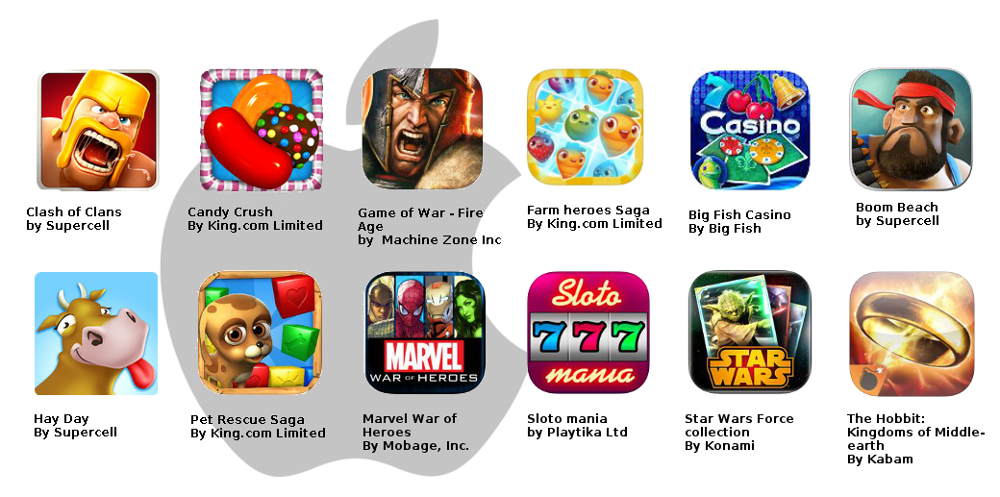 Casino
Clash of Clans
by Supercell
Candy Crush
By King.com Limited
Game of War - Fire
Age
by  Machine Zone Inc
Farm heroes Saga
By King.com Limited
Big Fish Casino
By Big Fish
Boom Beach
by Supercell
MARVEL
WAR OF HEROES
Sloto
777
mania
STAR
WARS
Hay Day
By Supercell
Pet Rescue Saga
By King.com Limited
Marvel War of
Heroes
By Mobage, Inc.
Sloto mania
by Playtika Ltd
Star Wars Force
collection
By Konami
The Hobbit:
Kingdoms of Middle-
earth
By Kabam